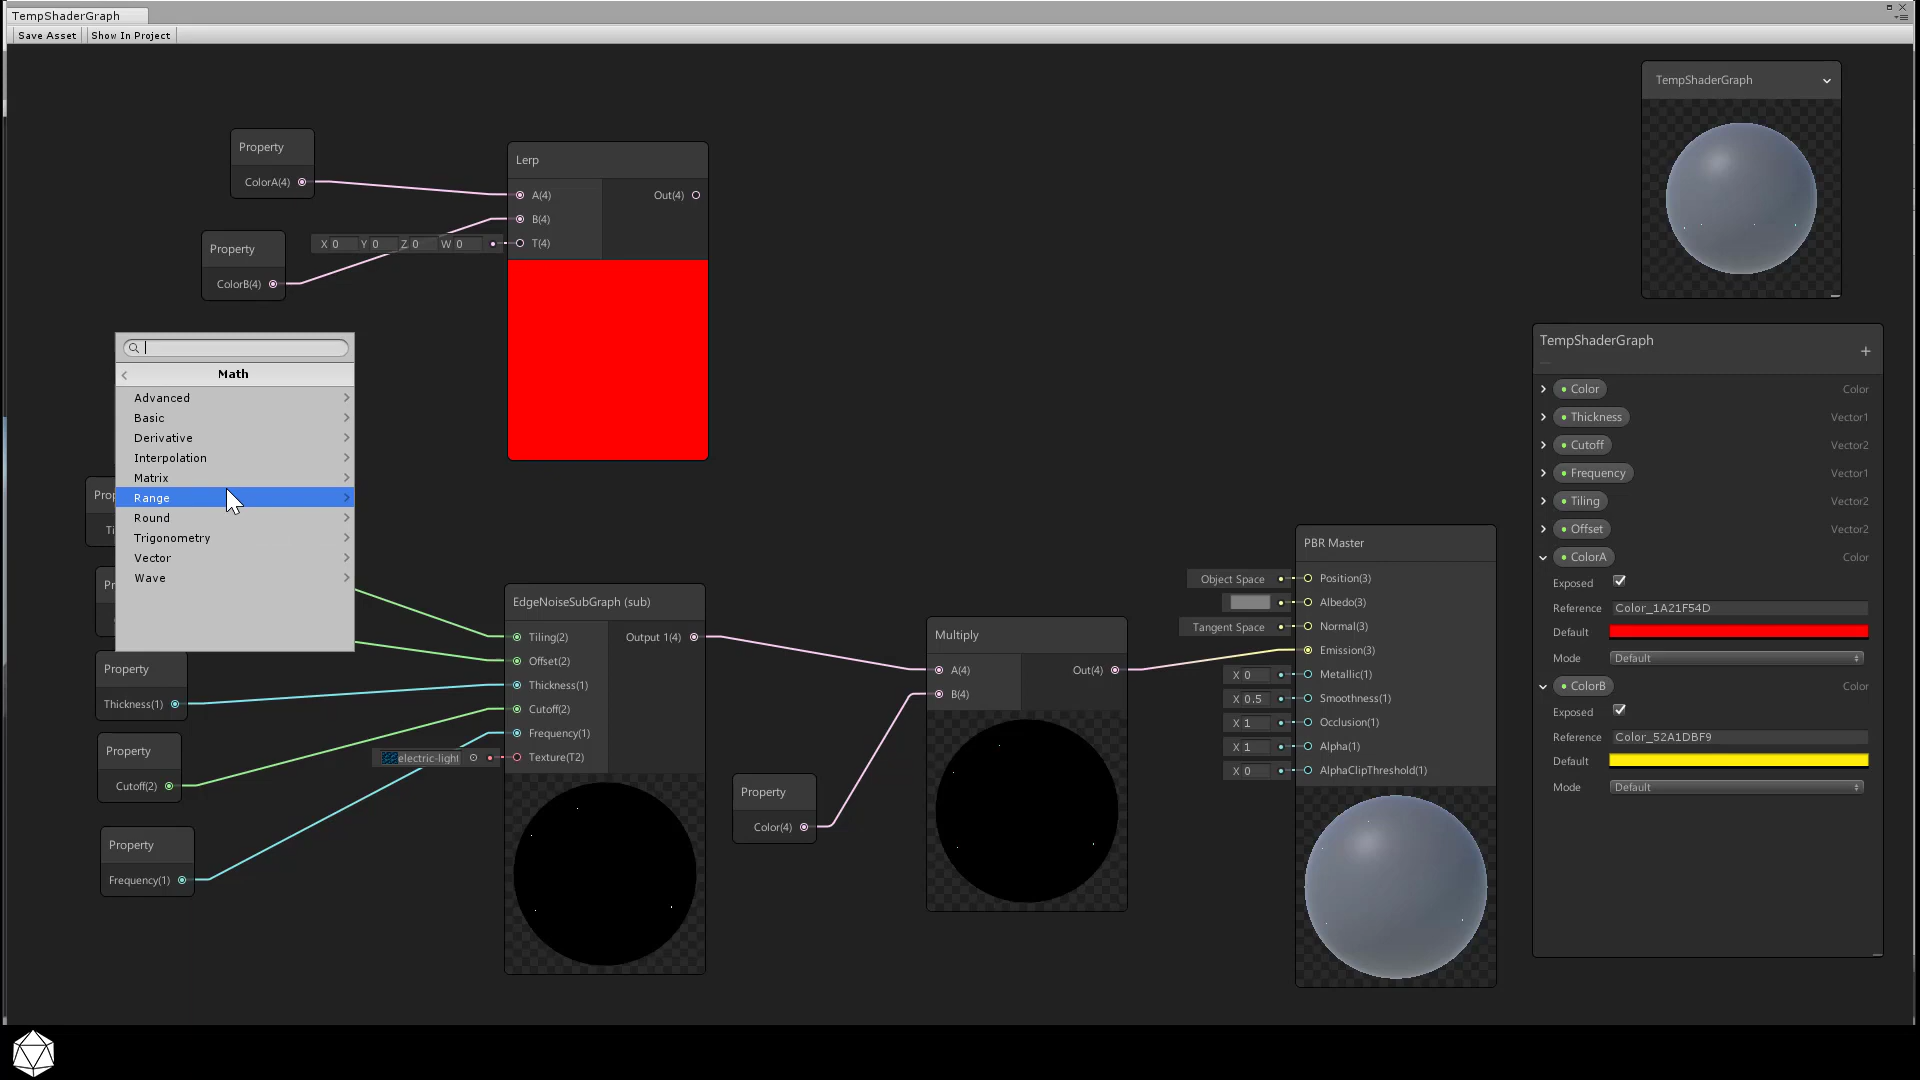 TempShaderGraph
Save Asset
Show In Project
TempShaderGraph
Property
ColorA(4)
Property
ColorB(4)
X 0 Y 0 Z 0 W 0
Lerp
A(4)
B(4)
T(4)
Out(4)
Math
Advanced
Basic
Derivative
Interpolation
Matrix
Range
Round
Trigonometry
Vector
Wave
Property
Thickness(1)
Property
Cutoff(2)
Property
Frequency(1)
electric-light
EdgeNoiseSubGraph (sub)
Tiling(2)
Offset(2)
Thickness(1)
Cutoff(2)
Frequency(1)
Texture(T2)
Output 1(4)
Property
Color(4)
Multiply
A(4)
B(4)
Out(4)
PBR Master
Object Space
Position(3)
Albedo(3)
Tangent Space
Normal(3)
Emission(3)
X 0
Metallic(1)
X 0.5
Smoothness(1)
X 1
Occlusion(1)
X 1
Alpha(1)
X 0
AlphaClipThreshold(1)
TempShaderGraph
Color Color
Thickness Vector1
Cutoff Vector2
Frequency Vector1
Tiling Vector2
Offset Vector2
ColorA Color
Exposed
Reference Color_1A21F54D
Default
Mode Default
ColorB Color
Exposed
Reference Color_52A1DBF9
Default
Mode Default